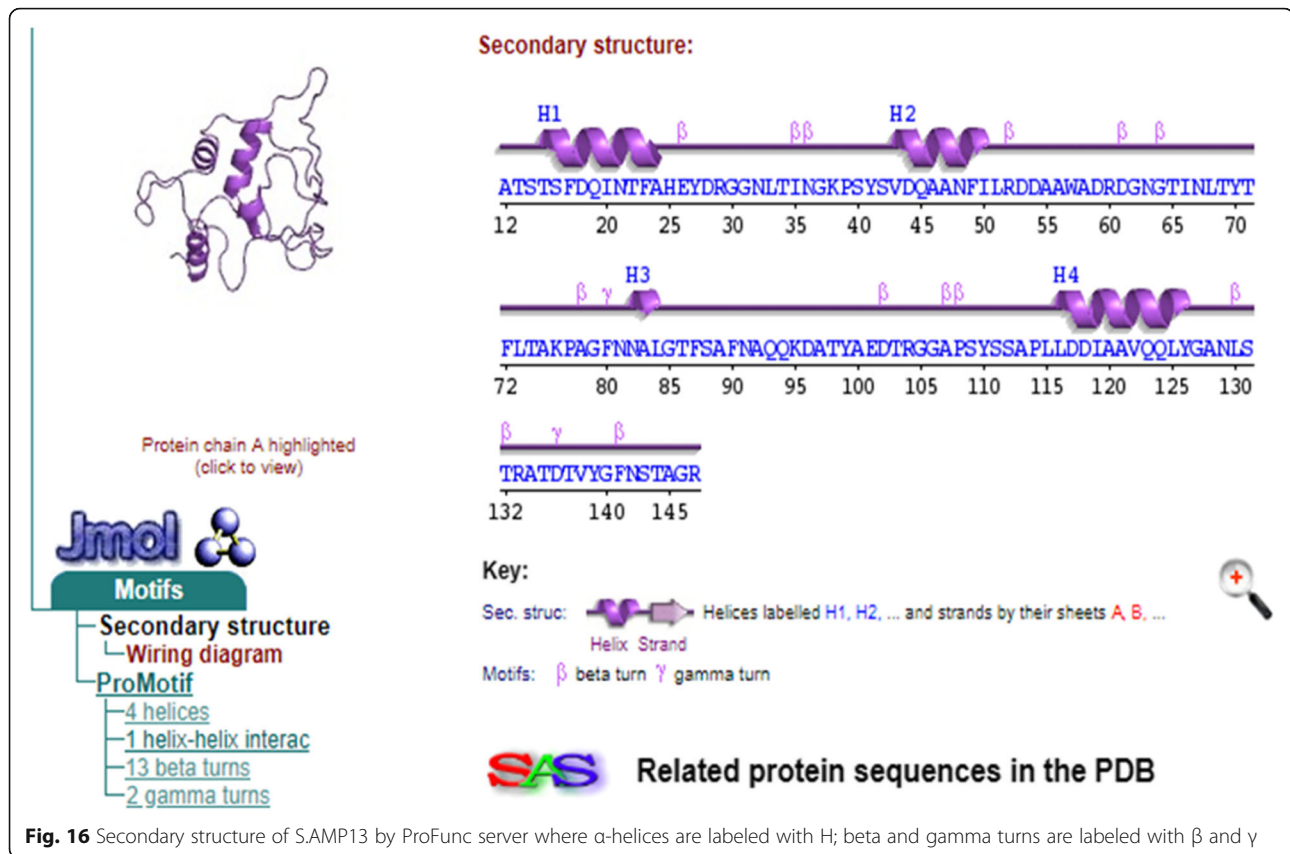 Secondary structure:
H1 β β β H2 β β β
ATSTSFDQINTFAHEYDRGGNLTINGKPSYSVDQAANFILRDDAAWADRDGNGTINLTYT
12 20 25 30 35 40 45 50 55 60 65 70
β γ H3 β β β H4 β
FLTAKPAGFNNALGTFSAFNAQQKDATYAEDTRGGAPSYSSAPLLDDIAAVQQLYGANLS
72 80 85 90 95 100 105 110 115 120 125 130
β γ β
TRATDTVYGFNSTAGR
132 140 145
Protein chain A highlighted
(click to view)
Jmol
Motifs
Secondary structure
Wiring diagram
ProMotif
4 helices
1 helix-helix interac
13 beta turns
2 gamma turns
Key:
Sec. struc: Helices labelled H1, H2, ... and strands by their sheets A, B, ...
Helix Strand
Motifs: β beta turn γ gamma turn
SAS Related protein sequences in the PDB
Fig. 16 Secondary structure of S.AMP13 by ProFunc server where α-helices are labeled with H; beta and gamma turns are labeled with β and γ